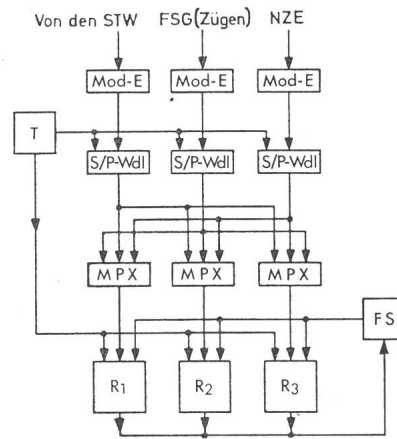 Von den STW FSG(Zügen) NZE
Mod-E Mod-E Mod-E
T
S/P-Wdl S/P-Wdl S/P-Wdl
MPX MPX MPX
FS
R1 R2 R3